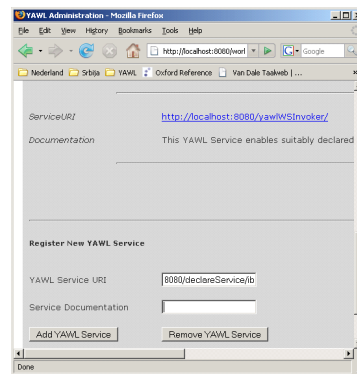 YAWL Administration - Mozilla Firefox
File Edit View History Bookmarks Tools Help
http://localhost:8080/worl Google
Nederland Srbija YAWL Oxford Reference Van Dale Taalweb | ...
ServiceURI http://localhost:8080/yawlWSInvoker/
Documentation This YAWL Service enables suitably declared
Register New YAWL Service
YAWL Service URI 8080/declareService/ib
Service Documentation
Add YAWL Service Remove YAWL Service
Done